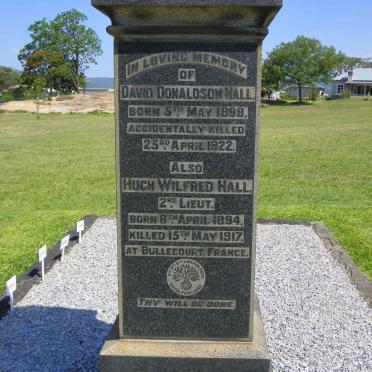 IN LOVING MEMORY
OF
DAVID DONALDSON HALL,
BORN 5TH MAY 1898,
ACCIDENTALLY KILLED
23RD APRIL 1922.
ALSO
HUGH WILFRED HALL,
2ND LIEUT.
BORN 8TH APRIL 1894,
KILLED 15TH MAY 1917,
AT BULLECOURT, FRANCE.
THY WILL BE DONE.